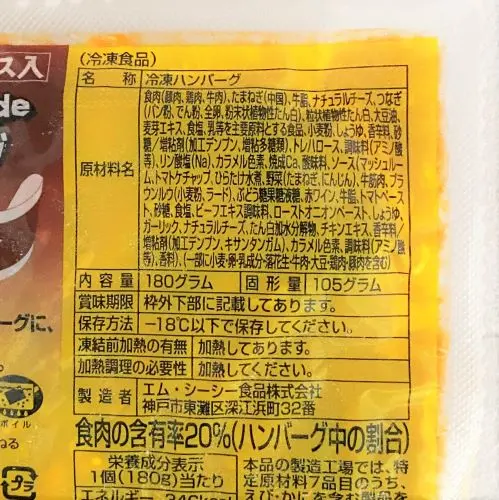 ス入
de
(冷凍食品)
名 称 冷凍ハンバーグ
原材料名
食肉(豚肉、鶏肉、牛肉)、たまねぎ(中国)、牛脂、ナチュラルチーズ、つなぎ
(パン粉、でん粉、全卵、粉末状植物性たん白)、粒状植物性たん白、大豆油、
麦芽エキス、食塩、乳等を主要原料とする食品、小麦粉、しょうゆ、香辛料、砂
糖／増粘剤(加工デンプン、増粘多糖類)、トレハロース、調味料(アミノ酸
等)、リン酸塩(Na)、カラメル色素、焼成Ca、酸味料、ソース(マッシュルー
ム、トマトケチャップ、ひらたけ水煮、野菜(たまねぎ、にんじん)、牛筋肉、ブラ
ウンルウ(小麦粉、ラード)、ぶどう糖果糖液糖、赤ワイン、牛脂、トマトペース
ト、砂糖、食塩、ビーフエキス調味料、ローストオニオンペースト、しょうゆ、
ガーリック、ナチュラルチーズ、たん白加水分解物、チキンエキス、香辛料／
増粘剤(加工デンプン、キサンタンガム)、カラメル色素、調味料(アミノ酸
等)、香料)、(一部に小麦・卵・乳成分・落花生・牛肉・大豆・鶏肉・豚肉を含む)
内容量 180グラム 固形量 105グラム
賞味期限 枠外下部に記載してあります。
保存方法 −18℃以下で保存してください。
凍結前加熱の有無 加熱してあります。
加熱調理の必要性 加熱してください。
製造者 エム・シーシー食品株式会社
神戸市東灘区深江浜町32番
食肉の含有率20%(ハンバーグ中の割合)
ーグに、
ボイル
ねる
プラ
栄養成分表示
1個(180g)当たり
エネルギー 346kcal
本品の製造工場では、特
定原材料7品目のうち、
えび・かにを含む製品を